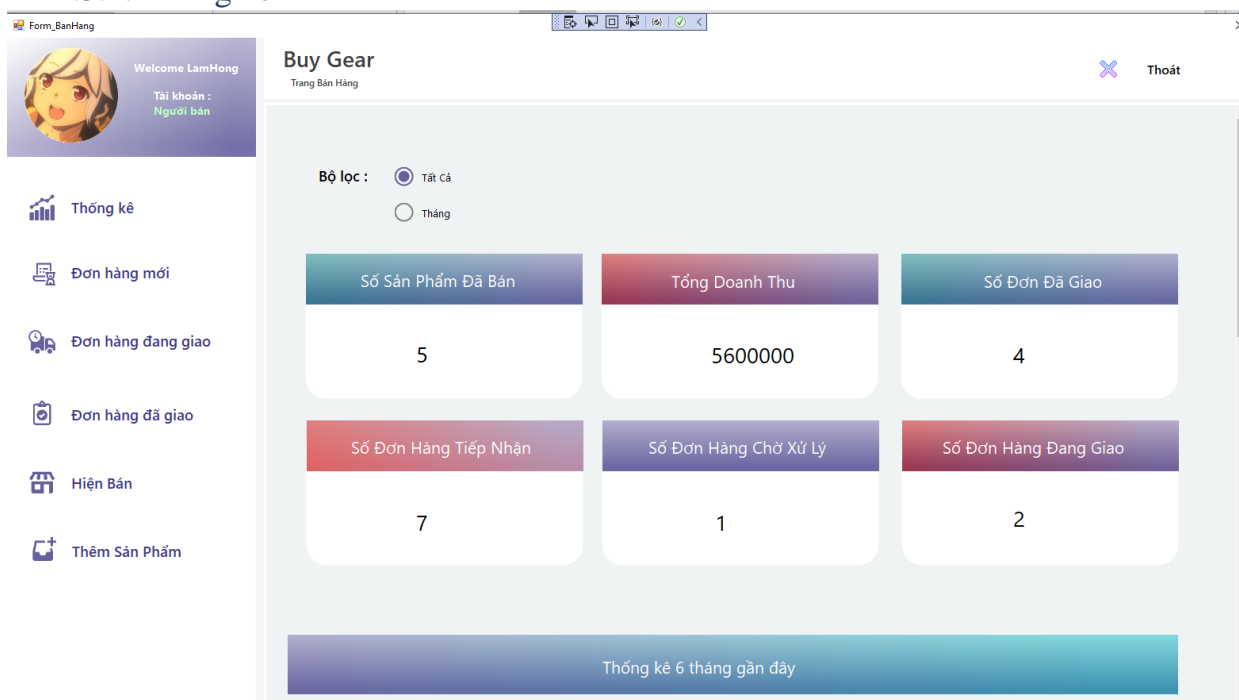 Form_BanHang
Welcome LamHong
Tài khoản :
Người bán
Buy Gear
Trang Bán Hàng
Thoát
Thống kê
Đơn hàng mới
Đơn hàng đang giao
Đơn hàng đã giao
Hiện Bán
Thêm Sản Phẩm
Bộ lọc :
Tất Cả
Tháng
Số Sản Phẩm Đã Bán
5
Tổng Doanh Thu
5600000
Số Đơn Đã Giao
4
Số Đơn Hàng Tiếp Nhận
7
Số Đơn Hàng Chờ Xử Lý
1
Số Đơn Hàng Đang Giao
2
Thống kê 6 tháng gần đây